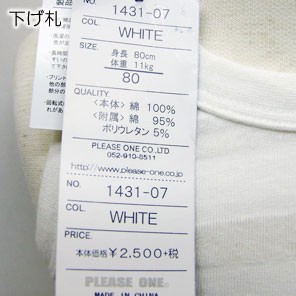 下げ札
製品
NO. 1431-07
COL. WHITE
SIZE.
身長 80cm
体重 11kg
80
QUALITY:
<本体> 綿 100%
<附属> 綿 95%
ポリウレタン 5%
PLEASE ONE CO.,LTD
052-910-8511
http://
www.please-one.co.jp
NO. 1431-07
COL. WHITE
PRICE.
本体価格 ¥2,500+税
PLEASE ONE.